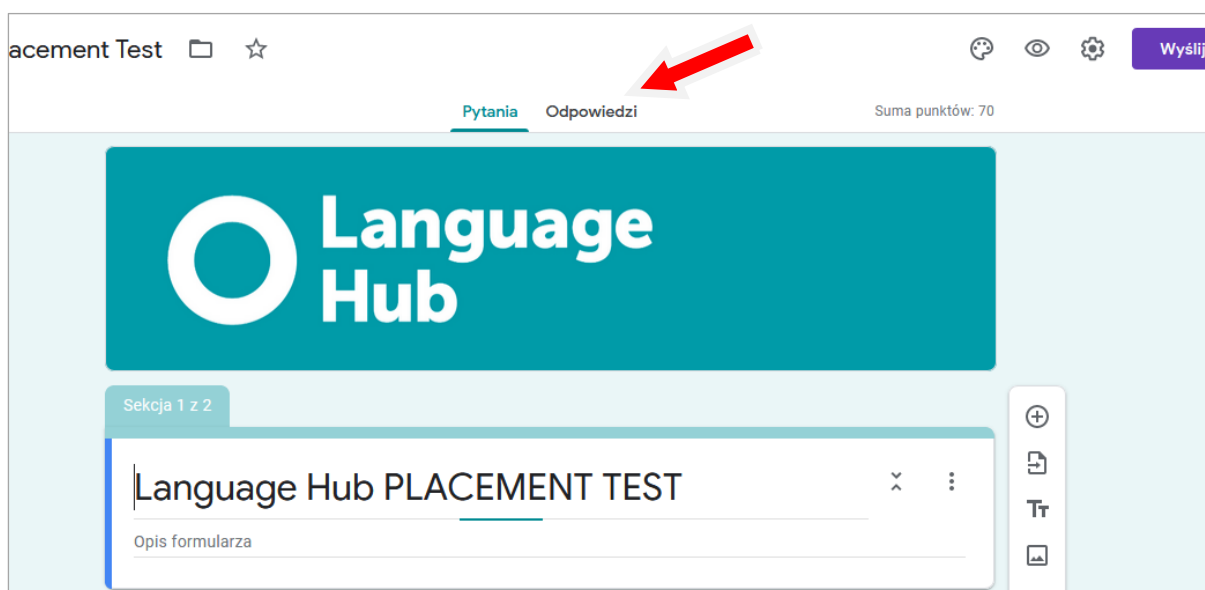 acement Test
Wyślij
Pytania Odpowiedzi Suma punktów: 70
Language
Hub
Sekcja 1 z 2
Language Hub PLACEMENT TEST
Opis formularza
Tт